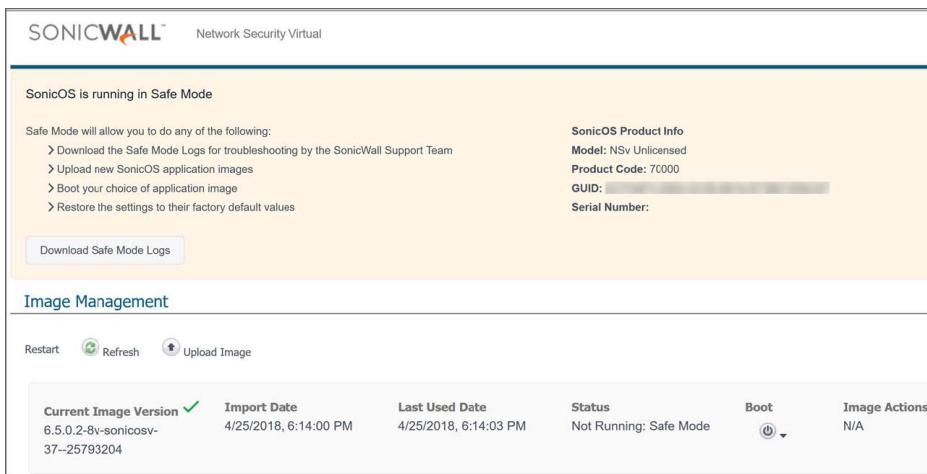 SONICWALL™ Network Security Virtual
SonicOS is running in Safe Mode
Safe Mode will allow you to do any of the following:
Download the Safe Mode Logs for troubleshooting by the SonicWall Support Team
Upload new SonicOS application images
Boot your choice of application image
Restore the settings to their factory default values
SonicOS Product Info
Model: NSv Unlicensed
Product Code: 70000
GUID:
Serial Number:
Download Safe Mode Logs
Image Management
Restart Refresh Upload Image
Current Image Version Import Date Last Used Date Status Boot Image Actions
6.5.0.2-8v-sonicosv- 4/25/2018, 6:14:00 PM 4/25/2018, 6:14:03 PM Not Running: Safe Mode N/A
37--25793204